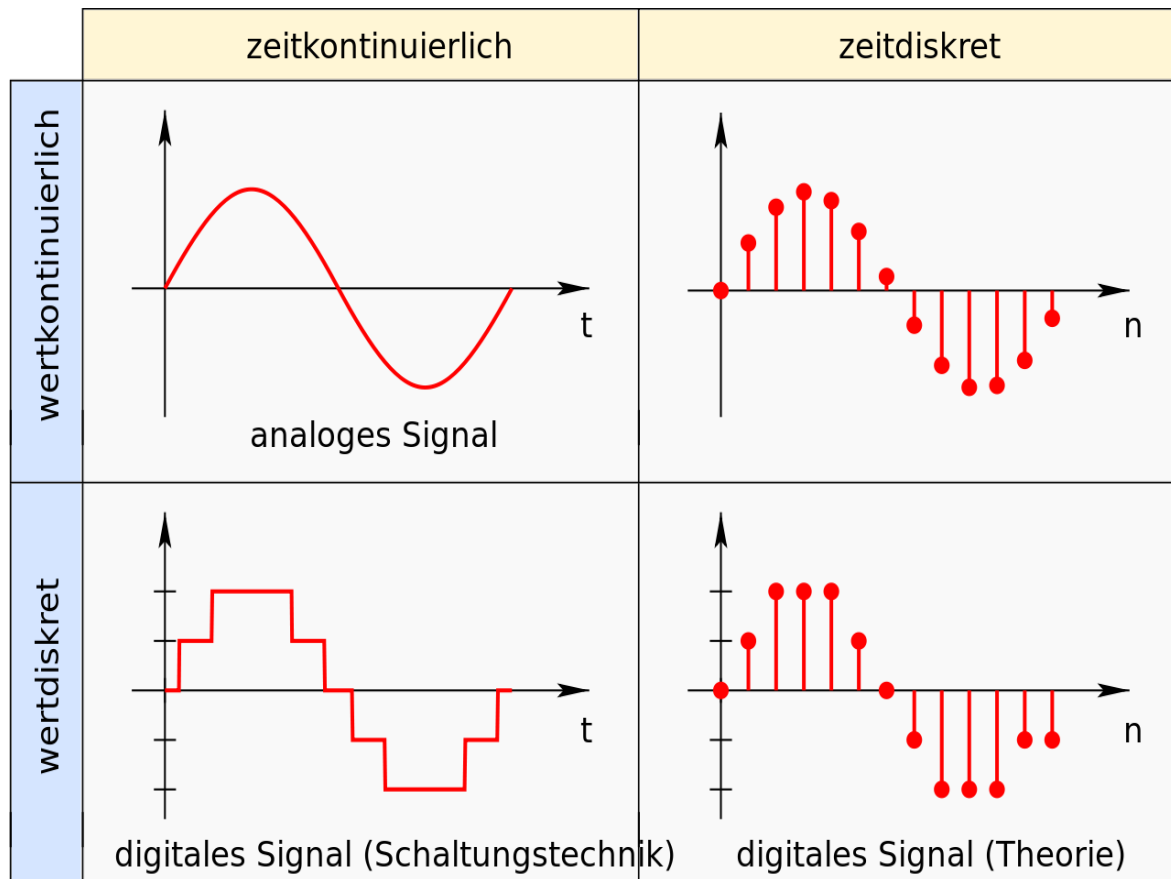 zeitkontinuierlich
zeitdiskret
wertkontinuierlich
t
analoges Signal
n
wertdiskret
t
digitales Signal (Schaltungstechnik)
n
digitales Signal (Theorie)